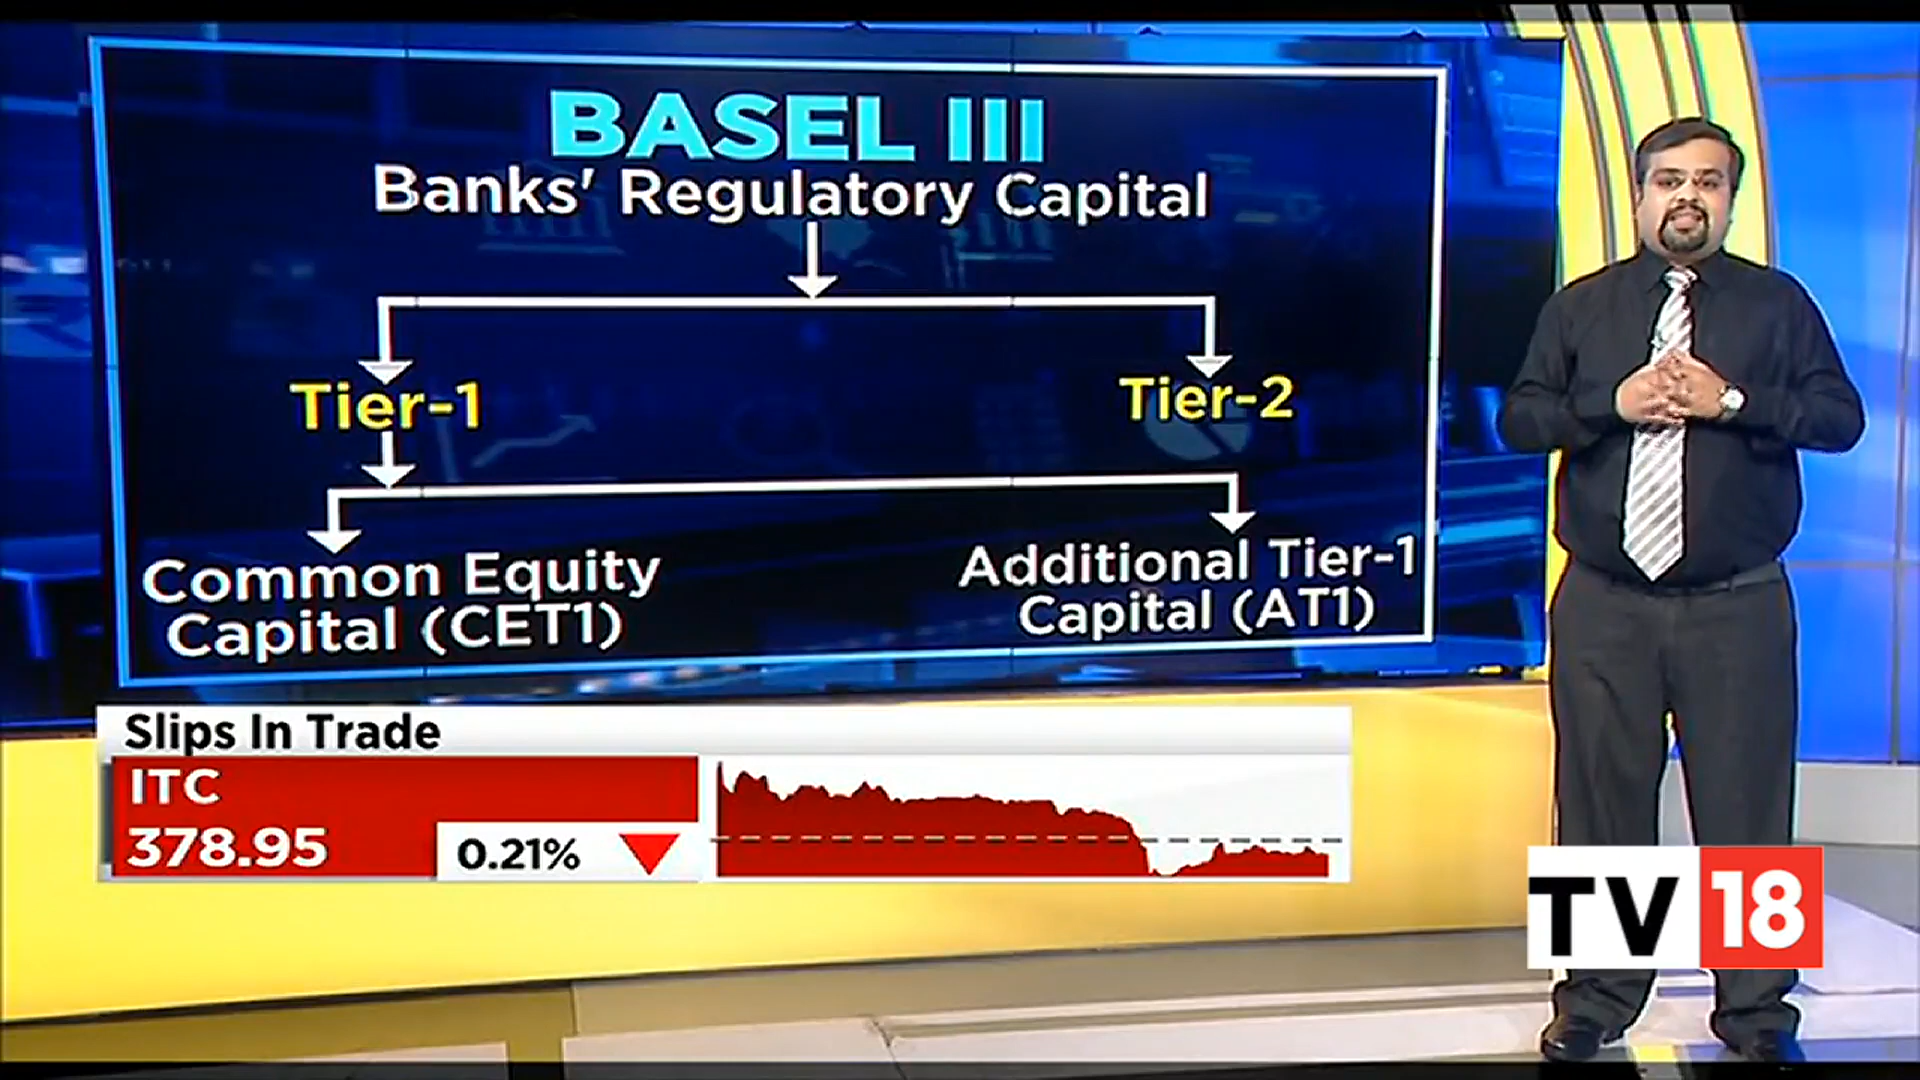 BASEL III
Banks' Regulatory Capital
Tier-1
Tier-2
Common Equity
Capital (CET1)
Additional Tier-1
Capital (AT1)
Slips In Trade
ITC
378.95
0.21%
TV18